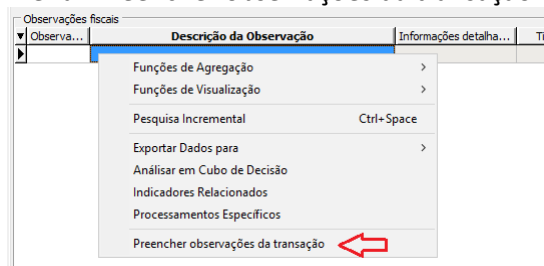 Observações fiscais
Observa... Descrição da Observação Informações detalha...
Funções de Agregação
Funções de Visualização
Pesquisa Incremental Ctrl+Space
Exportar Dados para
Análisar em Cubo de Decisão
Indicadores Relacionados
Processamentos Específicos
Preencher observações da transação